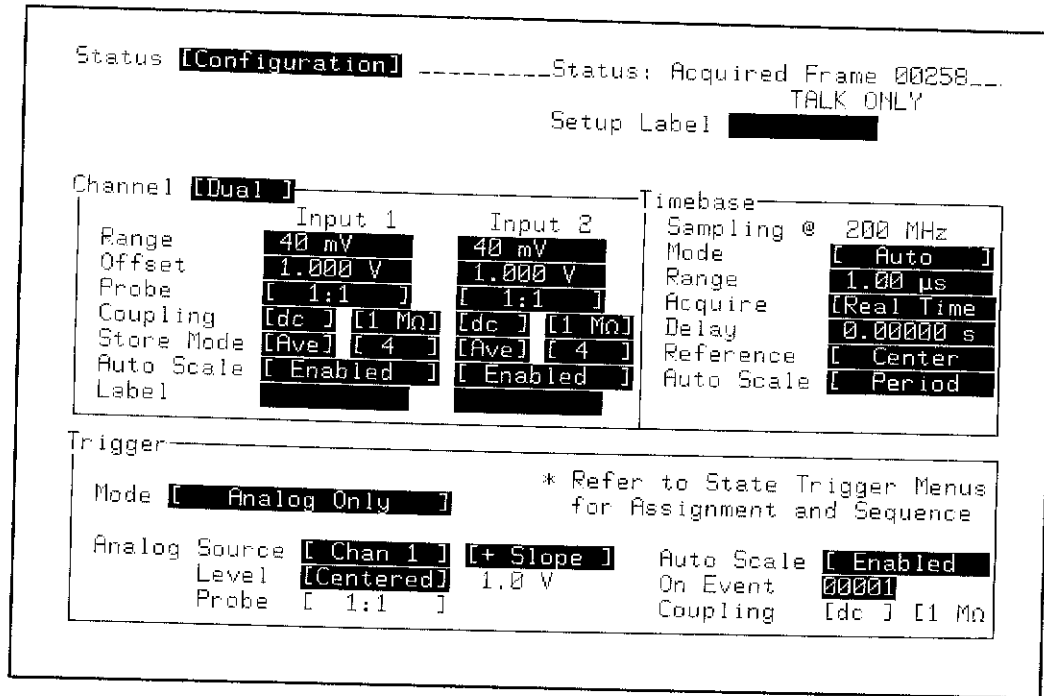 Status [Configuration] _________Status: Acquired Frame 00258__
TALK ONLY
Setup Label
Channel [Dual ]
Input 1 Input 2
Range 40 mV 40 mV
Offset 1.000 V 1.000 V
Probe [ 1:1 ] [ 1:1 ]
Coupling [dc ] [1 MΩ] [dc ] [1 MΩ]
Store Mode [Ave] [ 4 ] [Ave] [ 4 ]
Auto Scale [ Enabled ] [ Enabled ]
Label
Timebase
Sampling @ 200 MHz
Mode [ Auto ]
Range 1.00 µs
Acquire [Real Time
Delay 0.00000 s
Reference [ Center
Auto Scale [ Period
Trigger
Mode [ Analog Only ]
* Refer to State Trigger Menus
for Assignment and Sequence
Analog Source [ Chan 1 ] [+ Slope ]
Level [Centered] 1.0 V
Probe [ 1:1 ]
Auto Scale [ Enabled
On Event 00001
Coupling [dc ] [1 MΩ